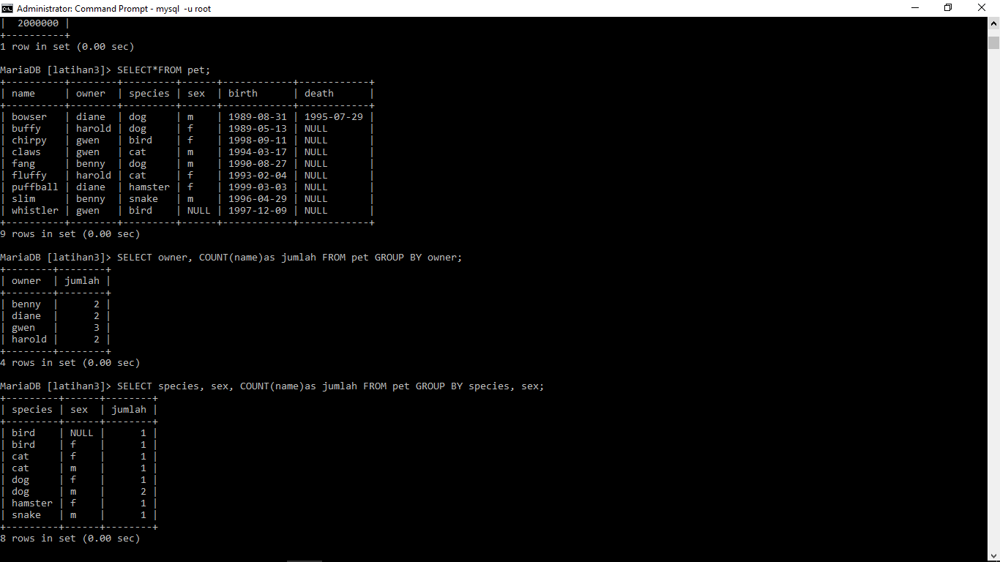 Administrator: Command Prompt - mysql  -u root
|  2000000 |
+----------+
1 row in set (0.00 sec)
MariaDB [latihan3]> SELECT*FROM pet;
+----------+--------+---------+------+------------+------------+
| name     | owner  | species | sex  | birth      | death      |
+----------+--------+---------+------+------------+------------+
| bowser   | diane  | dog     | m    | 1989-08-31 | 1995-07-29 |
| buffy    | harold | dog     | f    | 1989-05-13 | NULL       |
| chirpy   | gwen   | bird    | f    | 1998-09-11 | NULL       |
| claws    | gwen   | cat     | m    | 1994-03-17 | NULL       |
| fang     | benny  | dog     | m    | 1990-08-27 | NULL       |
| fluffy   | harold | cat     | f    | 1993-02-04 | NULL       |
| puffball | diane  | hamster | f    | 1999-03-03 | NULL       |
| slim     | benny  | snake   | m    | 1996-04-29 | NULL       |
| whistler | gwen   | bird    | NULL | 1997-12-09 | NULL       |
+----------+--------+---------+------+------------+------------+
9 rows in set (0.00 sec)
MariaDB [latihan3]> SELECT owner, COUNT(name)as jumlah FROM pet GROUP BY owner;
+--------+--------+
| owner  | jumlah |
+--------+--------+
| benny  |      2 |
| diane  |      2 |
| gwen   |      3 |
| harold |      2 |
+--------+--------+
4 rows in set (0.00 sec)
MariaDB [latihan3]> SELECT species, sex, COUNT(name)as jumlah FROM pet GROUP BY species, sex;
+---------+------+--------+
| species | sex  | jumlah |
+---------+------+--------+
| bird    | NULL |      1 |
| bird    | f    |      1 |
| cat     | f    |      1 |
| cat     | m    |      1 |
| dog     | f    |      1 |
| dog     | m    |      2 |
| hamster | f    |      1 |
| snake   | m    |      1 |
+---------+------+--------+
8 rows in set (0.00 sec)